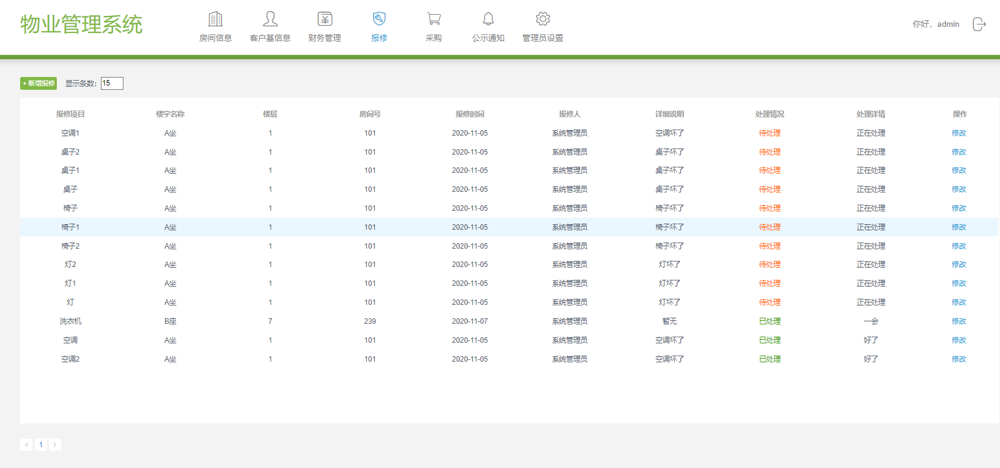 物业管理系统
房间信息 客户基信息 财务管理 报修 采购 公示通知 管理员设置
你好，admin
+ 新增报修 显示条数: 15
报修项目 楼宇名称 楼层 房间号 报修时间 报修人 详细说明 处理情况 处理详情 操作
空调1 A坐 1 101 2020-11-05 系统管理员 空调坏了 待处理 正在处理 修改
桌子2 A坐 1 101 2020-11-05 系统管理员 桌子坏了 待处理 正在处理 修改
桌子1 A坐 1 101 2020-11-05 系统管理员 桌子坏了 待处理 正在处理 修改
桌子 A坐 1 101 2020-11-05 系统管理员 桌子坏了 待处理 正在处理 修改
椅子 A坐 1 101 2020-11-05 系统管理员 椅子坏了 待处理 正在处理 修改
椅子1 A坐 1 101 2020-11-05 系统管理员 椅子坏了 待处理 正在处理 修改
椅子2 A坐 1 101 2020-11-05 系统管理员 椅子坏了 待处理 正在处理 修改
灯2 A坐 1 101 2020-11-05 系统管理员 灯坏了 待处理 正在处理 修改
灯1 A坐 1 101 2020-11-05 系统管理员 灯坏了 待处理 正在处理 修改
灯 A坐 1 101 2020-11-05 系统管理员 灯坏了 待处理 正在处理 修改
洗衣机 B座 7 239 2020-11-07 系统管理员 暂无 已处理 一会 修改
空调 A坐 1 101 2020-11-05 系统管理员 空调坏了 已处理 好了 修改
空调2 A坐 1 101 2020-11-05 系统管理员 空调坏了 已处理 好了 修改
< 1 >